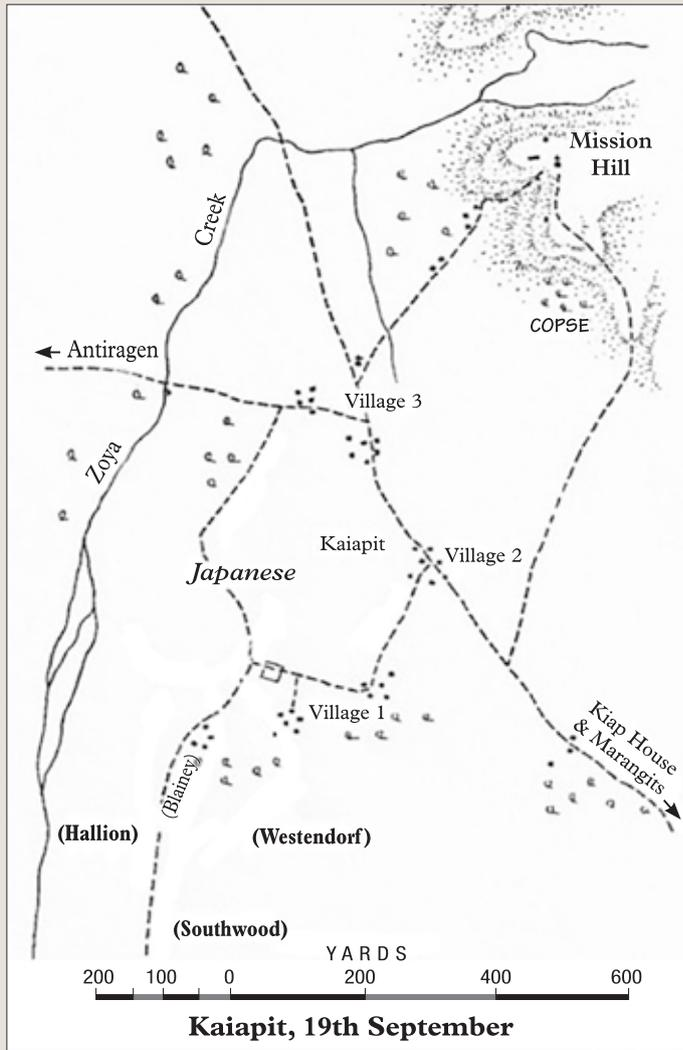 Mission
Hill
Creek
COPSE
Antiragen
Village 3
Zoya
Kaiapit
Village 2
Japanese
Village 1
Kiap House
& Marangits
(Blainey)
(Hallion)
(Westendorf)
(Southwood)
YARDS
200 100 0 200 400 600
Kaiapit, 19th September